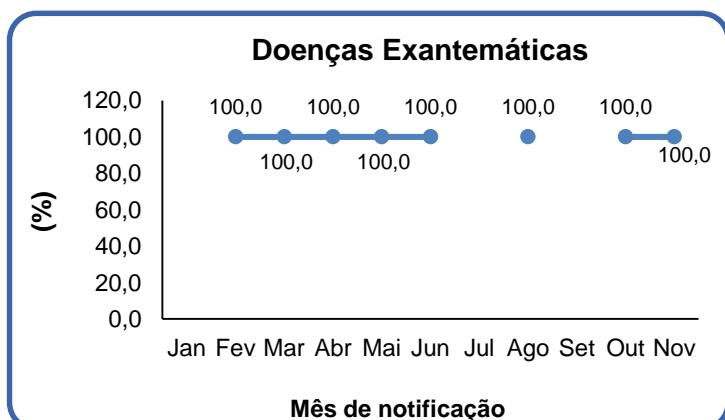 Doenças Exantemáticas
120,0
100,0
80,0
60,0
40,0
20,0
0,0
(%)
100,0 100,0 100,0 100,0 100,0
100,0 100,0 100,0
Jan Fev Mar Abr Mai Jun Jul Ago Set Out Nov
Mês de notificação